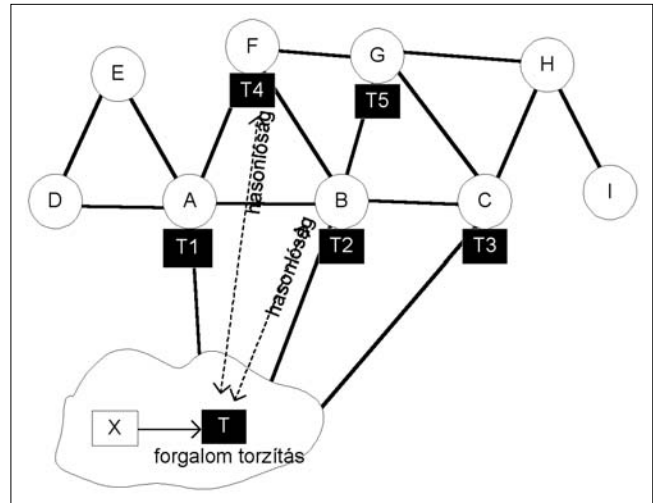 F
G
E
H
T4
T5
hasonlóság
D
A
B
C
I
T1
T2
T3
hasonlóság
X
T
forgalom torzítás